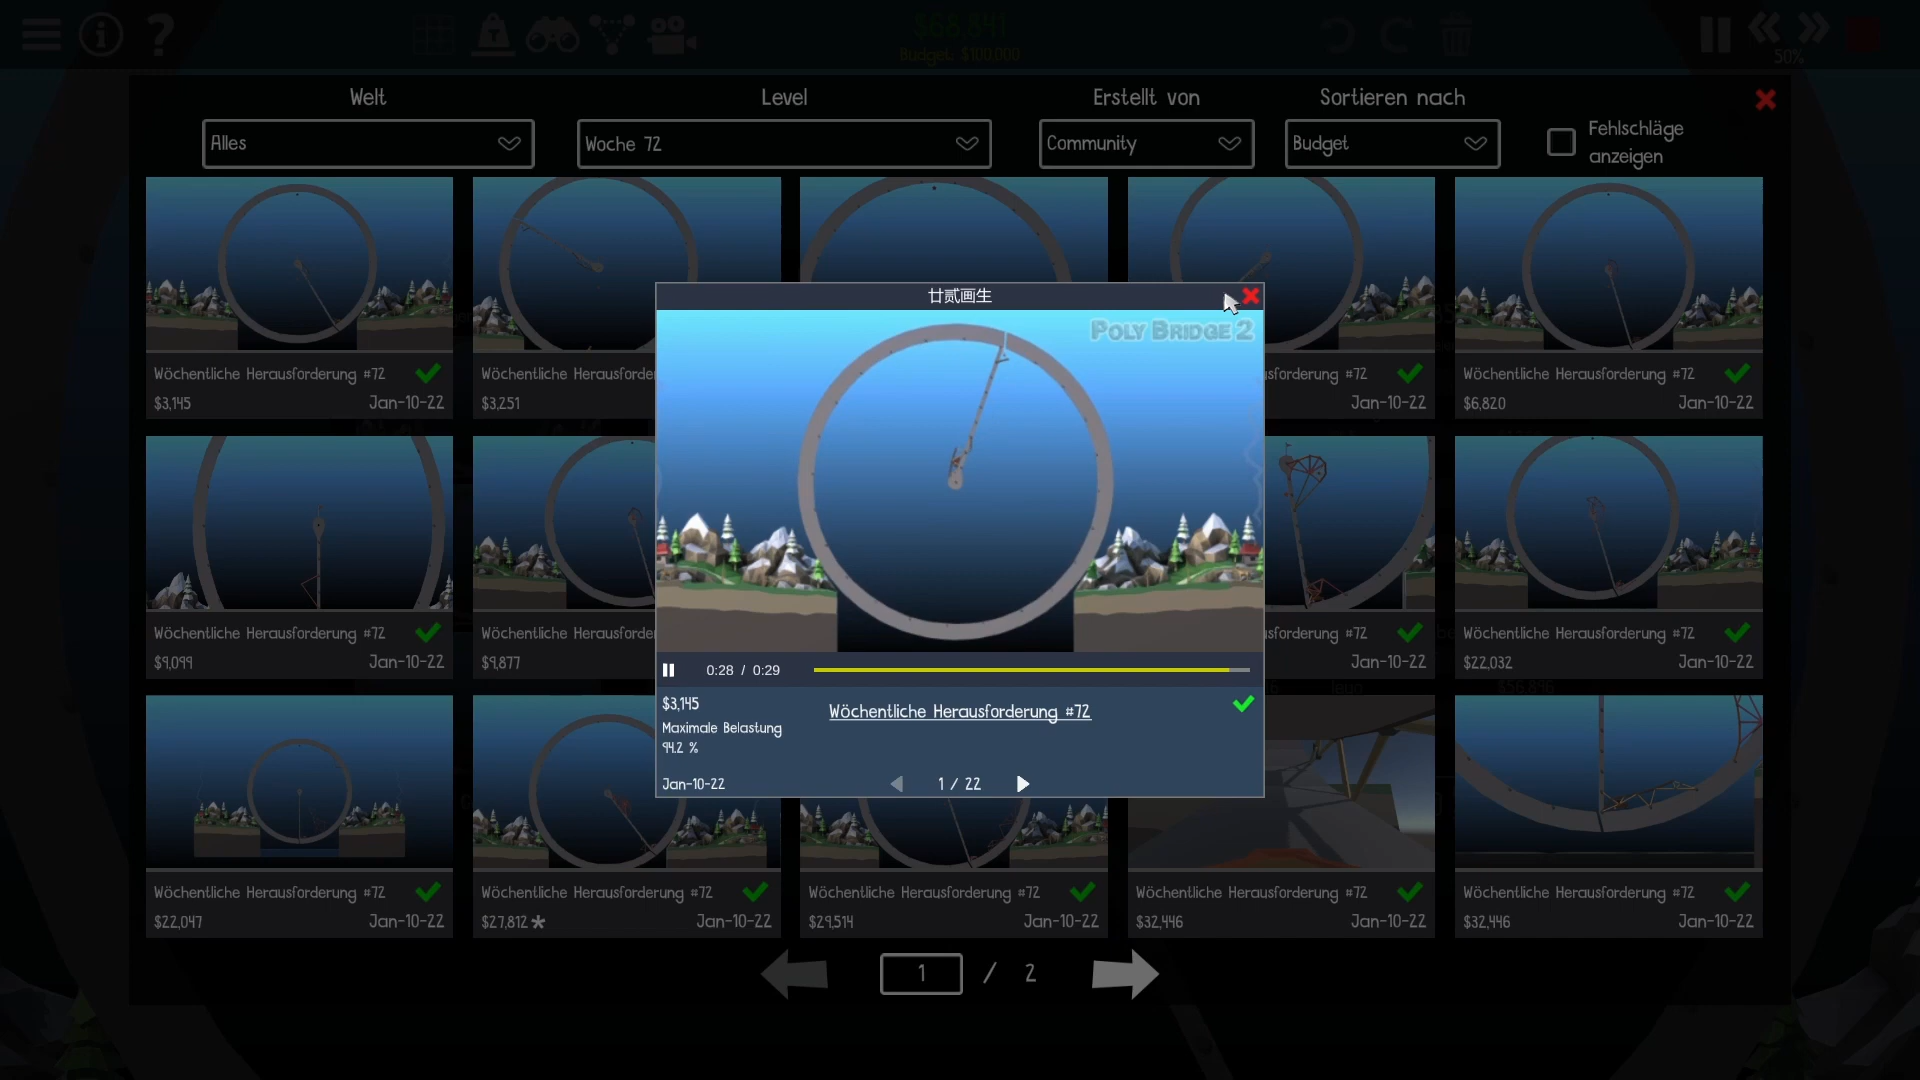 $68,841
Budget: $100,000
50%
Welt
Level
Erstellt von
Sortieren nach
Alles
Woche 72
Community
Budget
Fehlschläge
anzeigen
Wöchentliche Herausforderung #72
$3,145
Jan-10-22
Wöchentliche Herausforde
$3,251
sforderung #72
Jan-10-22
Wöchentliche Herausforderung #72
$6,820
Jan-10-22
廿贰画生
POLY BRIDGE 2
0:28 / 0:29
$3,145
Wöchentliche Herausforderung #72
Maximale Belastung
94.2 %
Jan-10-22
1 / 22
Wöchentliche Herausforderung #72
$9,099
Jan-10-22
Wöchentliche Herausforde
$9,877
sforderung #72
Jan-10-22
Wöchentliche Herausforderung #72
$22,032
Jan-10-22
Wöchentliche Herausforderung #72
$22,047
Jan-10-22
Wöchentliche Herausforderung #72
$27,812*
Jan-10-22
Wöchentliche Herausforderung #72
$29,514
Jan-10-22
Wöchentliche Herausforderung #72
$32,446
Jan-10-22
Wöchentliche Herausforderung #72
$32,446
Jan-10-22
1 / 2